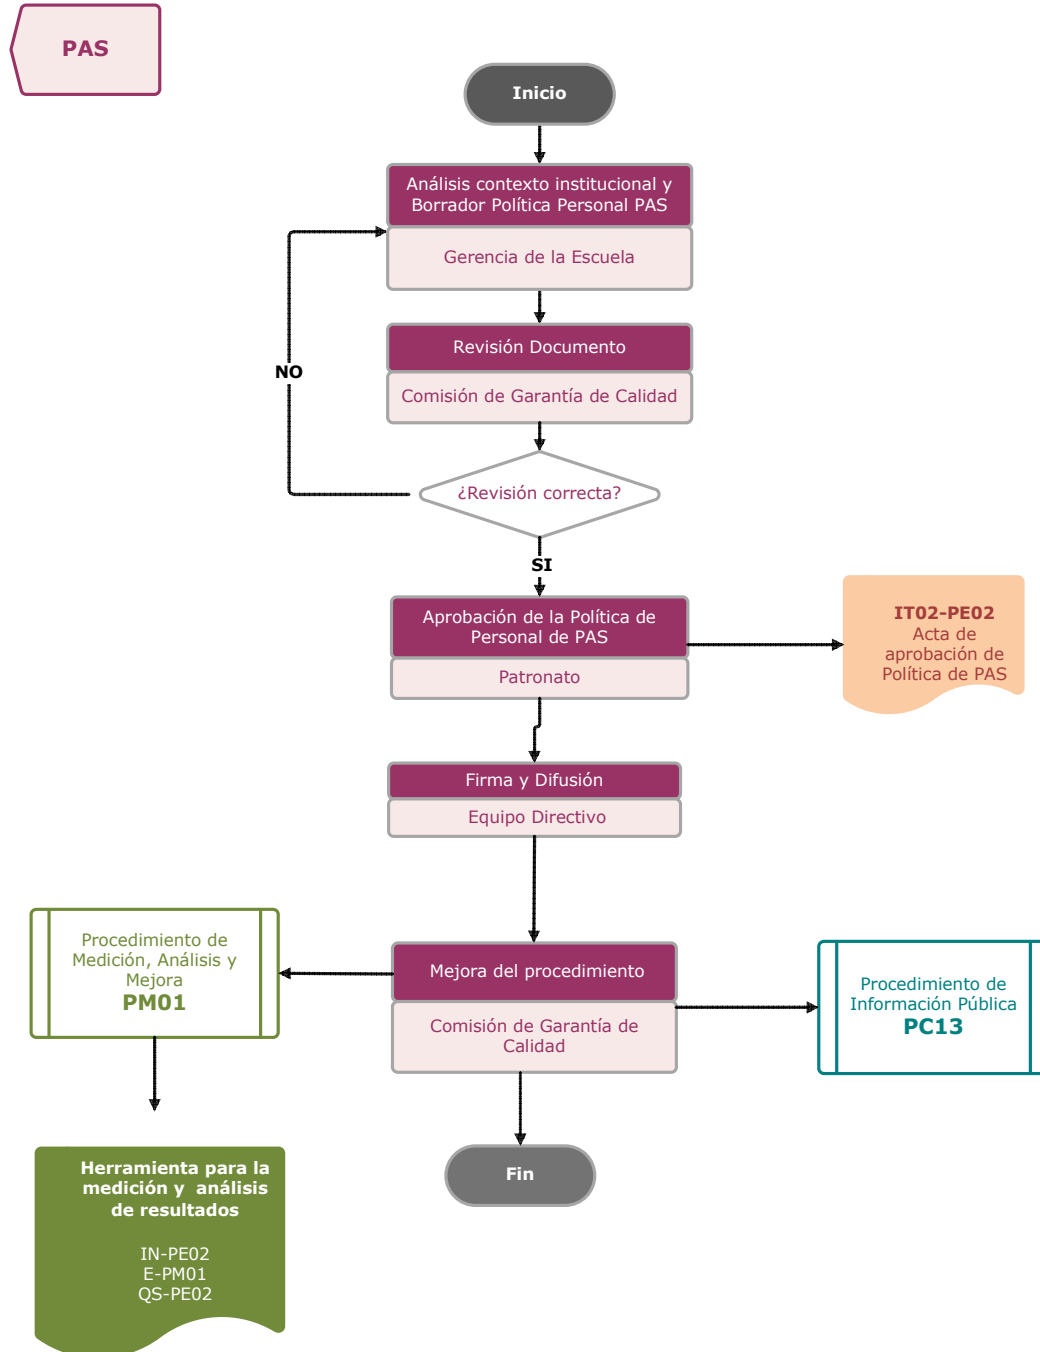 PAS
Inicio
Análisis contexto institucional y
Borrador Política Personal PAS
Gerencia de la Escuela
Revisión Documento
NO
Comisión de Garantía de Calidad
¿Revisión correcta?
SI
Aprobación de la Política de
Personal de PAS
Patronato
IT02-PE02
Acta de
aprobación de
Política de PAS
Firma y Difusión
Equipo Directivo
Procedimiento de
Medición, Análisis y
Mejora
PM01
Mejora del procedimiento
Comisión de Garantía de
Calidad
Procedimiento de
Información Pública
PC13
Herramienta para la
medición y  análisis
de resultados
IN-PE02
E-PM01
QS-PE02
Fin